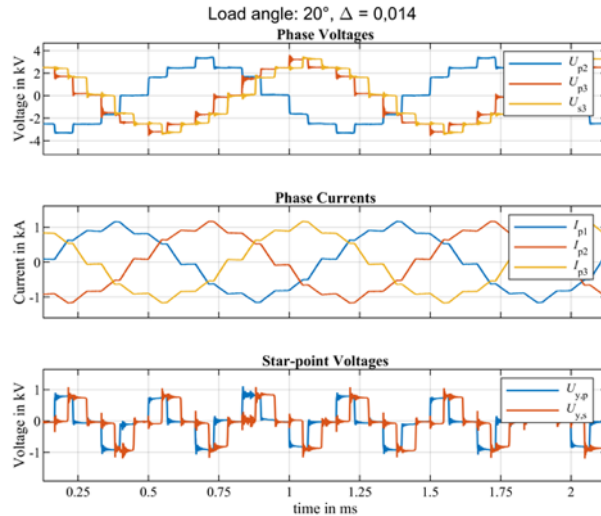 Load angle: 20°, Δ = 0,014
Phase Voltages
Voltage in kV
4
2
0
-2
-4
U_p2
U_p3
U_s3
Phase Currents
Current in kA
1
0
-1
I_p1
I_p2
I_p3
Star-point Voltages
Voltage in kV
1
0
-1
U_y,p
U_y,s
0.25 0.5 0.75 1 1.25 1.5 1.75 2
time in ms